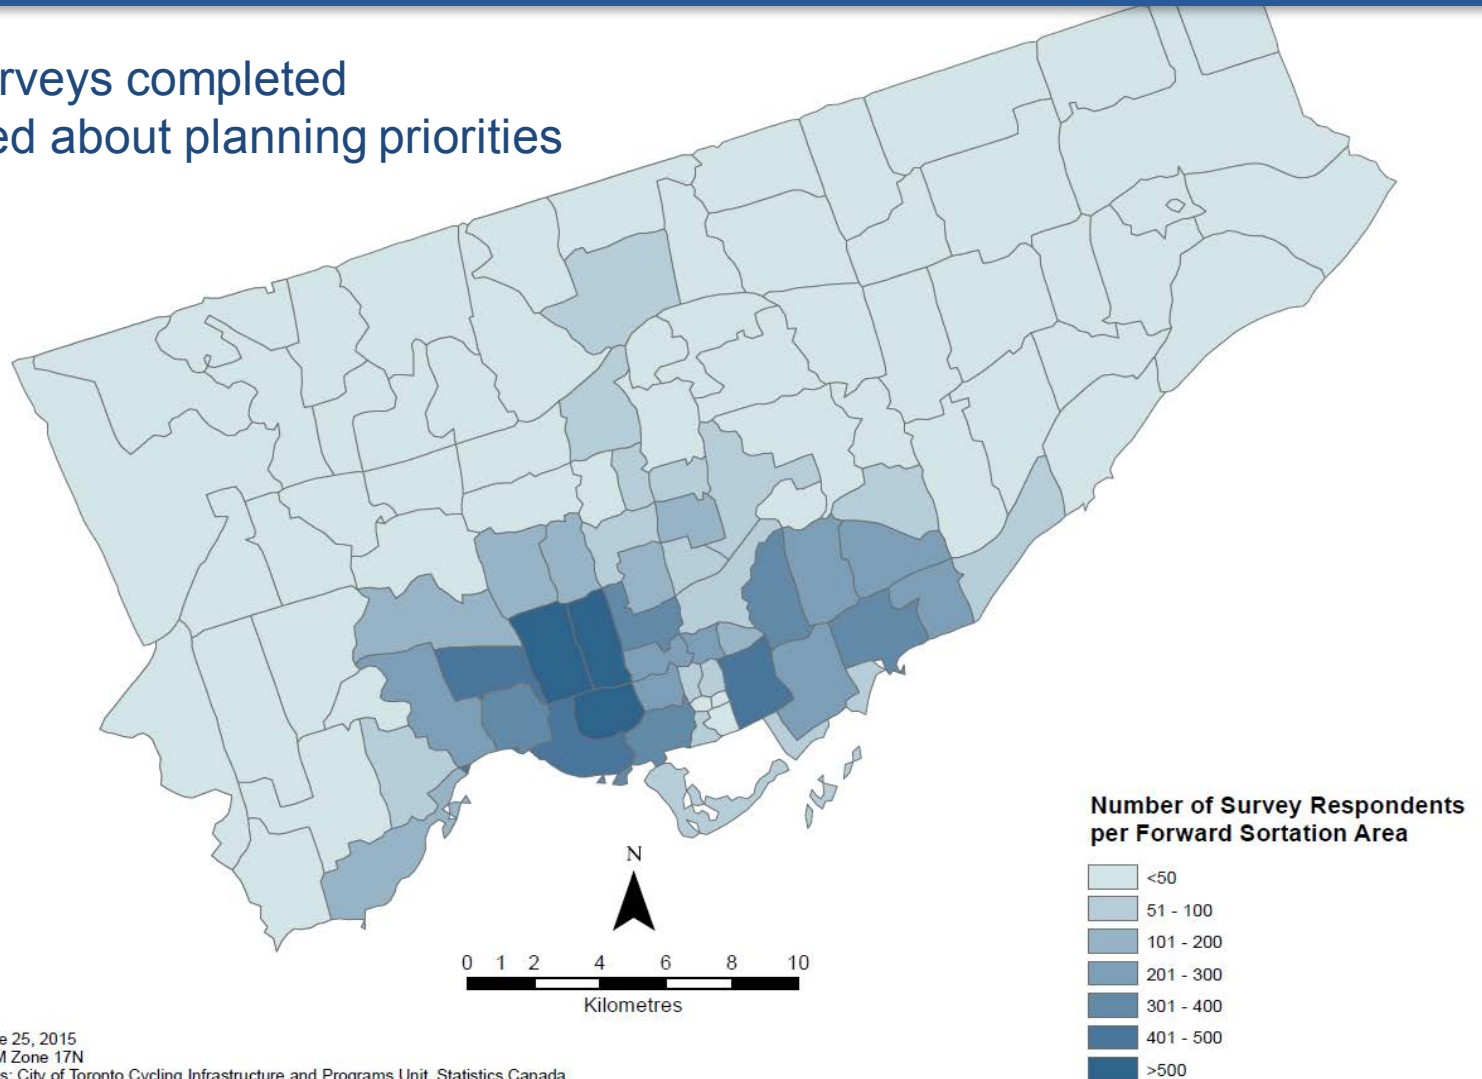 rveys completed
ed about planning priorities
N
0 1 2 4 6 8 10
Kilometres
Number of Survey Respondents
per Forward Sortation Area
<50
51 - 100
101 - 200
201 - 300
301 - 400
401 - 500
>500
e 25, 2015
M Zone 17N
s: City of Toronto Cycling Infrastructure and Programs Unit, Statistics Canada